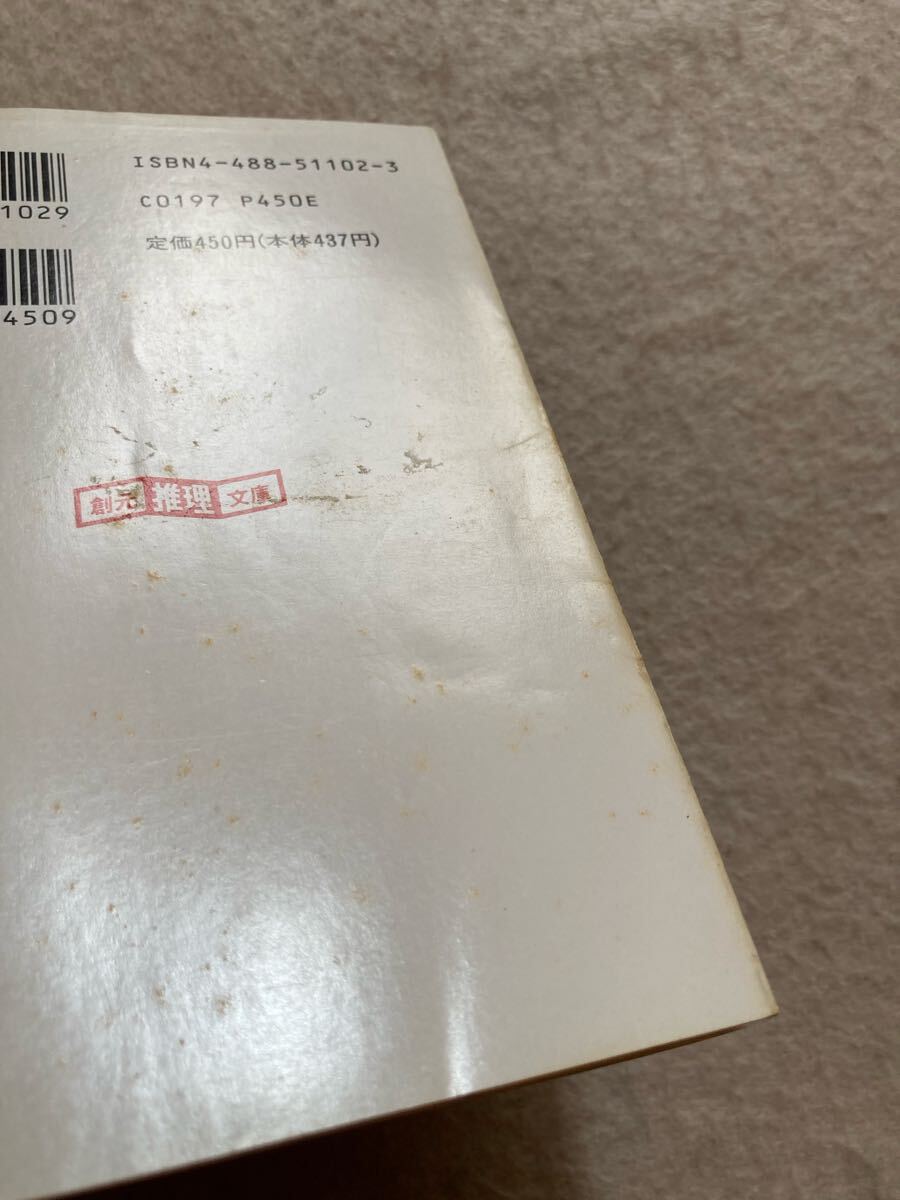 ISBN4-488-51102-3
1029
C0197 P450E
定価450円(本体437円)
4509
創元推理文庫